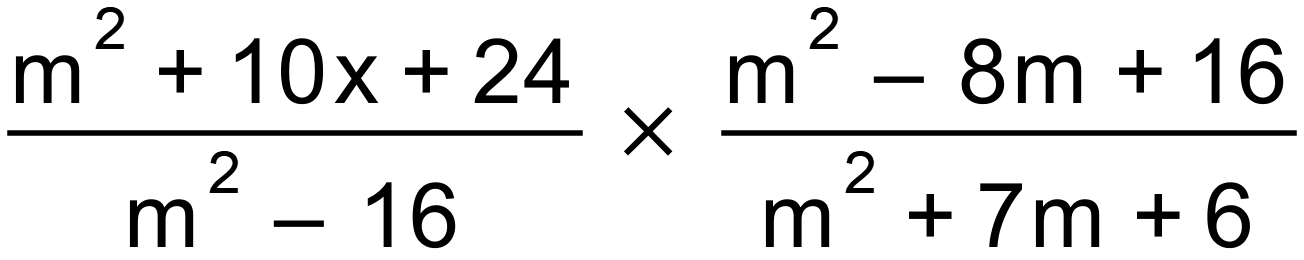 m² + 10x + 24 / m² – 16 × m² – 8m + 16 / m² + 7m + 6